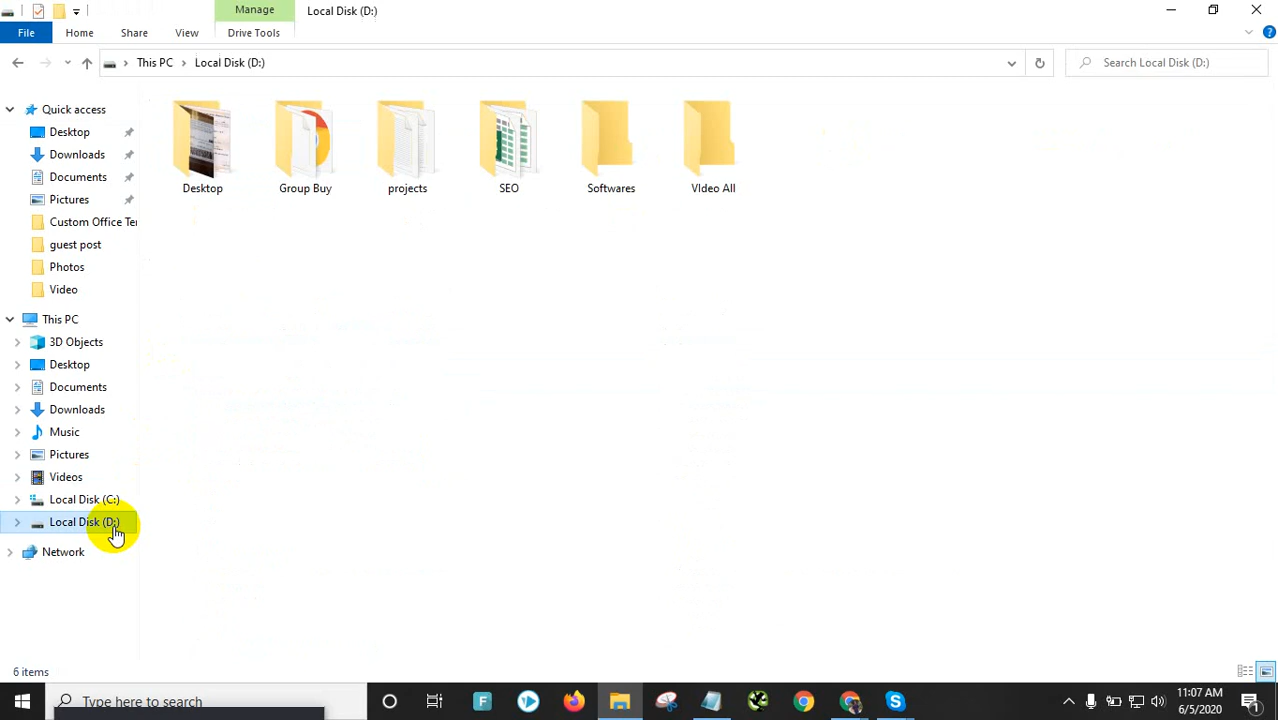 Manage
Local Disk (D:)
File
Home
Share
View
Drive Tools
This PC
Local Disk (D:)
Search Local Disk (D:)
Quick access
Desktop
Downloads
Documents
Pictures
Custom Office Te
guest post
Photos
Video
This PC
3D Objects
Desktop
Documents
Downloads
Music
Pictures
Videos
Local Disk (C:)
Local Disk (D:)
Network
Desktop
Group Buy
projects
SEO
Softwares
VIdeo All
6 items
Type here to search
11:07 AM
6/5/2020